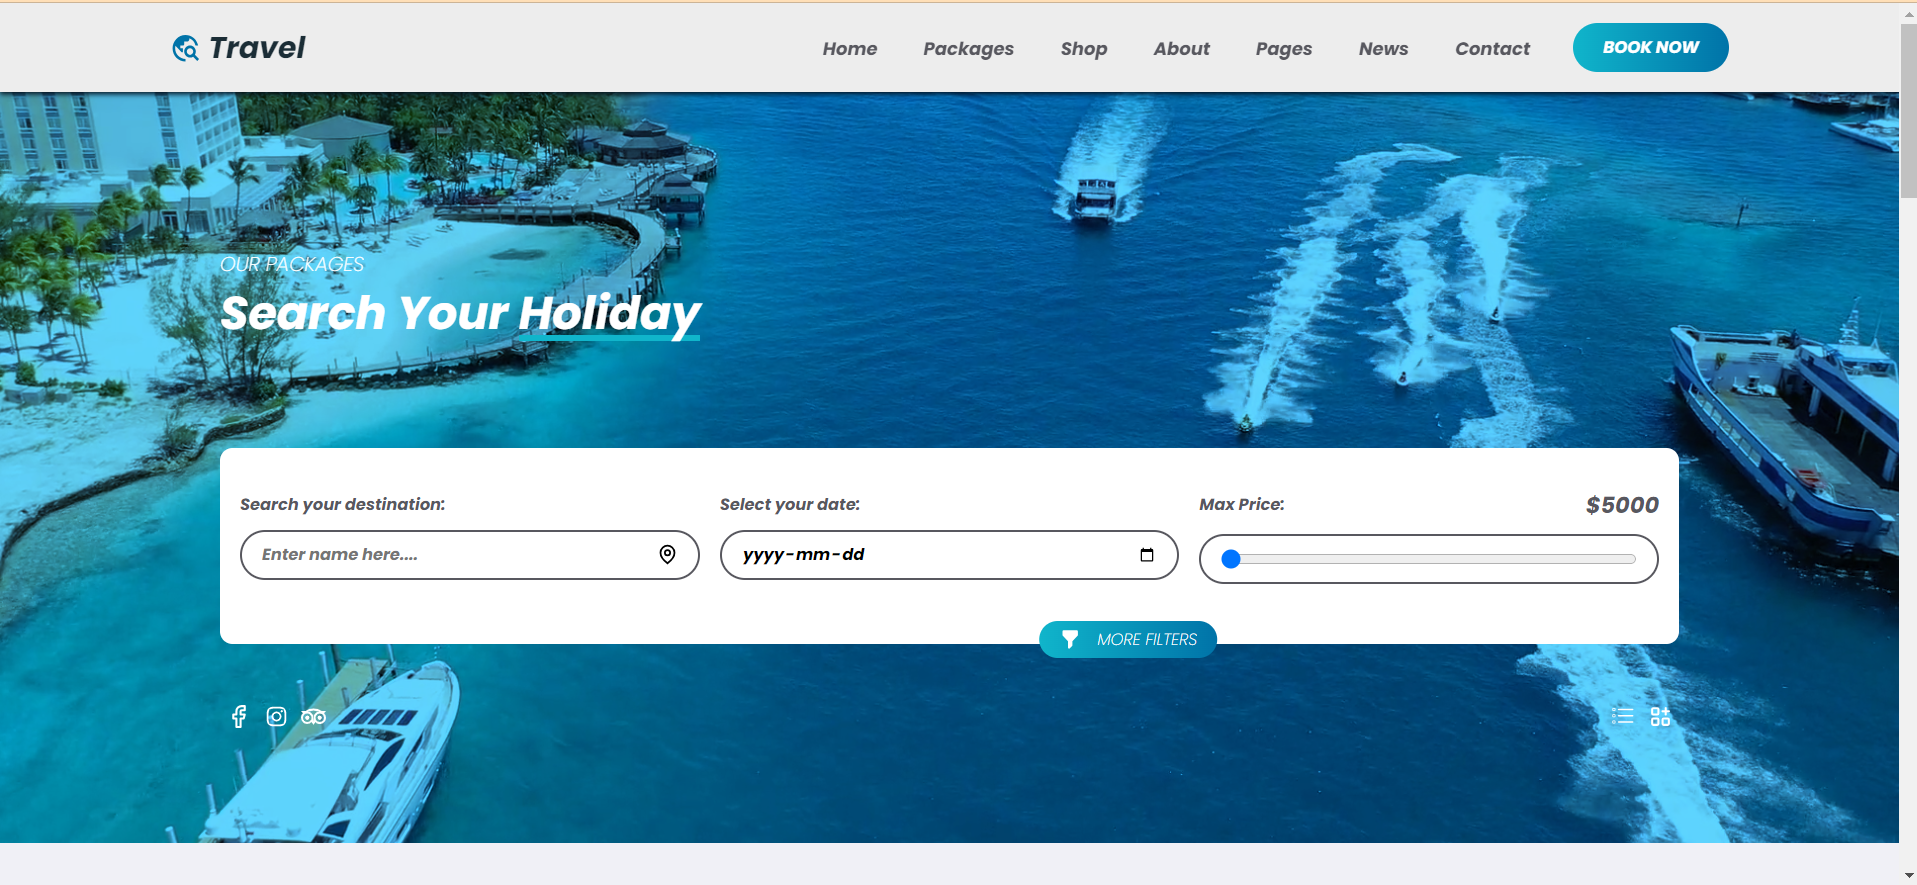 Travel
Home Packages Shop About Pages News Contact BOOK NOW
OUR PACKAGES
Search Your Holiday
Search your destination: Select your date: Max Price: $5000
Enter name here.... yyyy-mm-dd
MORE FILTERS